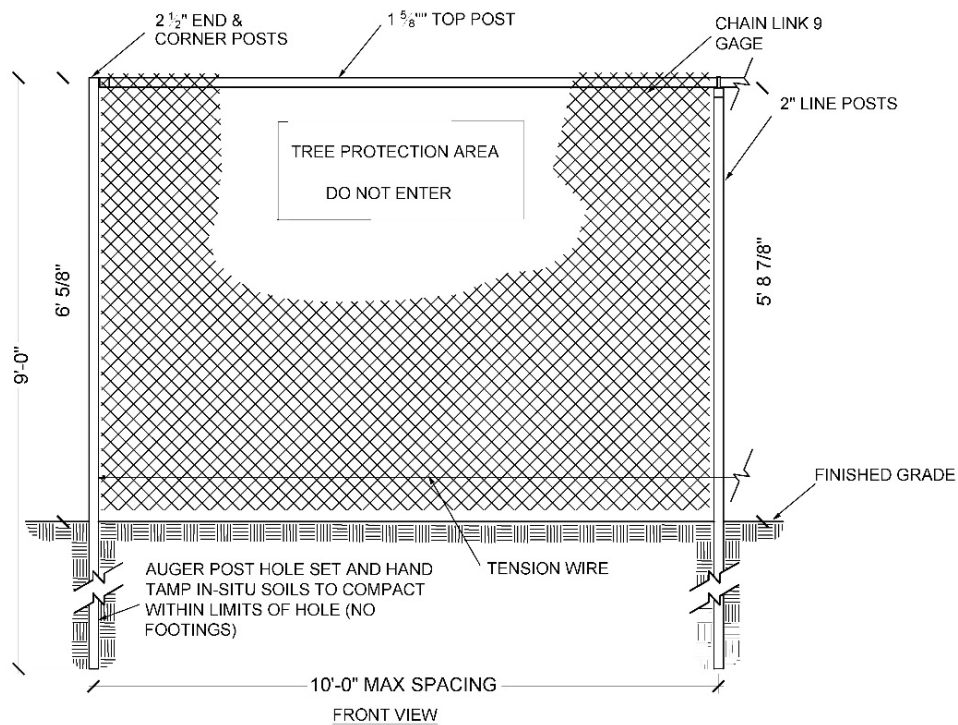 2 ½" END &
CORNER POSTS
1 ⅝"" TOP POST
CHAIN LINK 9
GAGE
2" LINE POSTS
TREE PROTECTION AREA
DO NOT ENTER
6' 5/8"
5' 8 7/8"
9'-0"
FINISHED GRADE
AUGER POST HOLE SET AND HAND
TAMP IN-SITU SOILS TO COMPACT
WITHIN LIMITS OF HOLE (NO
FOOTINGS)
TENSION WIRE
10'-0" MAX SPACING
FRONT VIEW